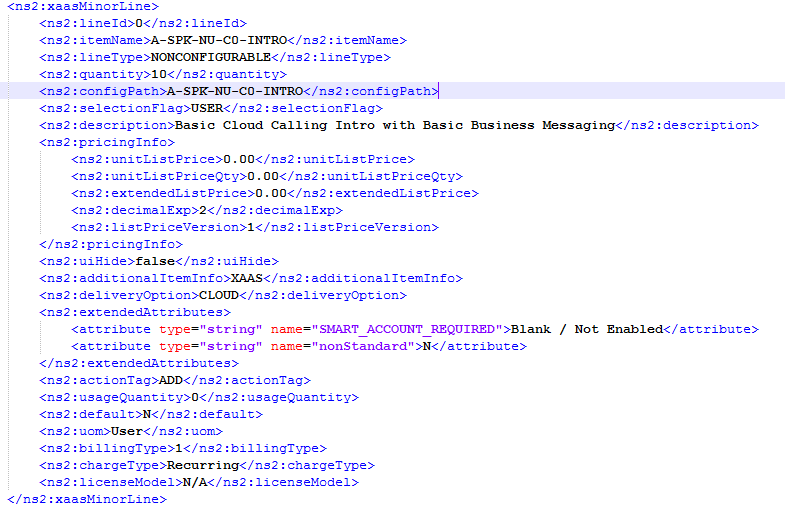 <ns2:xaasMinorLine>
<ns2:lineId>0</ns2:lineId>
<ns2:itemName>A-SPK-NU-C0-INTRO</ns2:itemName>
<ns2:lineType>NONCONFIGURABLE</ns2:lineType>
<ns2:quantity>10</ns2:quantity>
<ns2:configPath>A-SPK-NU-C0-INTRO</ns2:configPath>
<ns2:selectionFlag>USER</ns2:selectionFlag>
<ns2:description>Basic Cloud Calling Intro with Basic Business Messaging</ns2:description>
<ns2:pricingInfo>
<ns2:unitListPrice>0.00</ns2:unitListPrice>
<ns2:unitListPriceQty>0.00</ns2:unitListPriceQty>
<ns2:extendedListPrice>0.00</ns2:extendedListPrice>
<ns2:decimalExp>2</ns2:decimalExp>
<ns2:listPriceVersion>1</ns2:listPriceVersion>
</ns2:pricingInfo>
<ns2:uiHide>false</ns2:uiHide>
<ns2:additionalItemInfo>XAAS</ns2:additionalItemInfo>
<ns2:deliveryOption>CLOUD</ns2:deliveryOption>
<ns2:extendedAttributes>
<attribute type="string" name="SMART_ACCOUNT_REQUIRED">Blank / Not Enabled</attribute>
<attribute type="string" name="nonStandard">N</attribute>
</ns2:extendedAttributes>
<ns2:actionTag>ADD</ns2:actionTag>
<ns2:usageQuantity>0</ns2:usageQuantity>
<ns2:default>N</ns2:default>
<ns2:uom>User</ns2:uom>
<ns2:billingType>1</ns2:billingType>
<ns2:chargeType>Recurring</ns2:chargeType>
<ns2:licenseModel>N/A</ns2:licenseModel>
</ns2:xaasMinorLine>